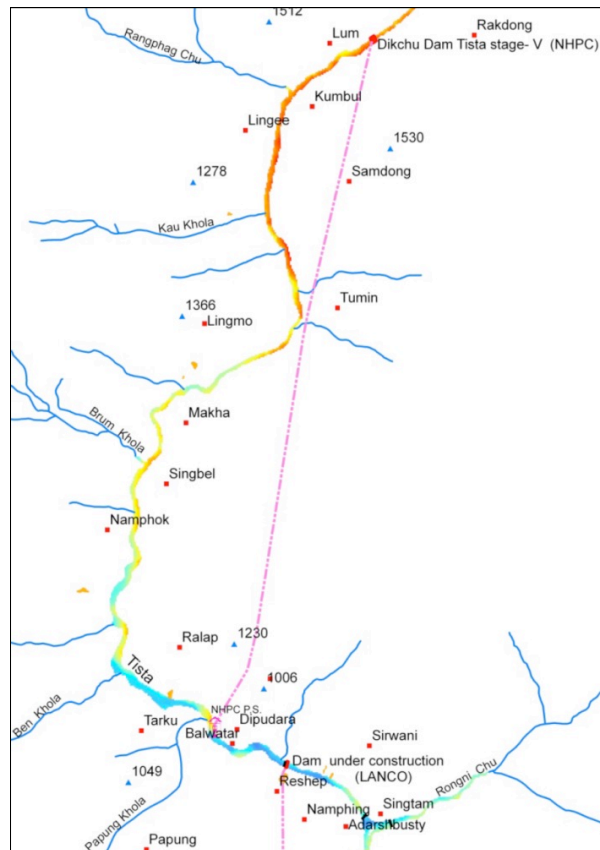 1512
Lum
Rakdong
Rangphag Chu
Dikchu Dam Tista stage- V (NHPC)
Kumbul
Lingee
1530
1278
Samdong
Kau Khola
Tumin
1366
Lingmo
Makha
Brum Khola
Singbel
Namphok
Ralap
1230
Tista
1006
Ben Khola
NHPC P.S.
Tarku
Dipudara
Balwatar
Sirwani
Dam under construction
(LANCO)
1049
Reshep
Rongni Chu
Namphing
Singtam
Adarshbusty
Papung Khola
Papung